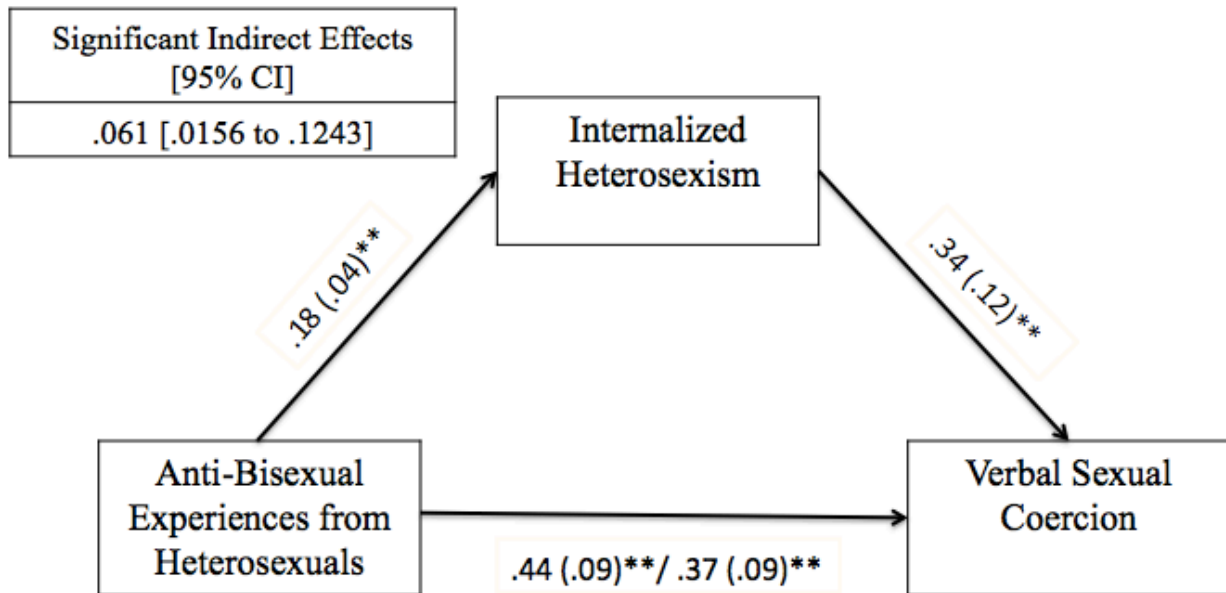 Significant Indirect Effects
[95% CI]
.061 [.0156 to .1243]
Internalized
Heterosexism
.18 (.04)**
.34 (.12)**
Anti-Bisexual
Experiences from
Heterosexuals
Verbal Sexual
Coercion
.44 (.09)**/ .37 (.09)**